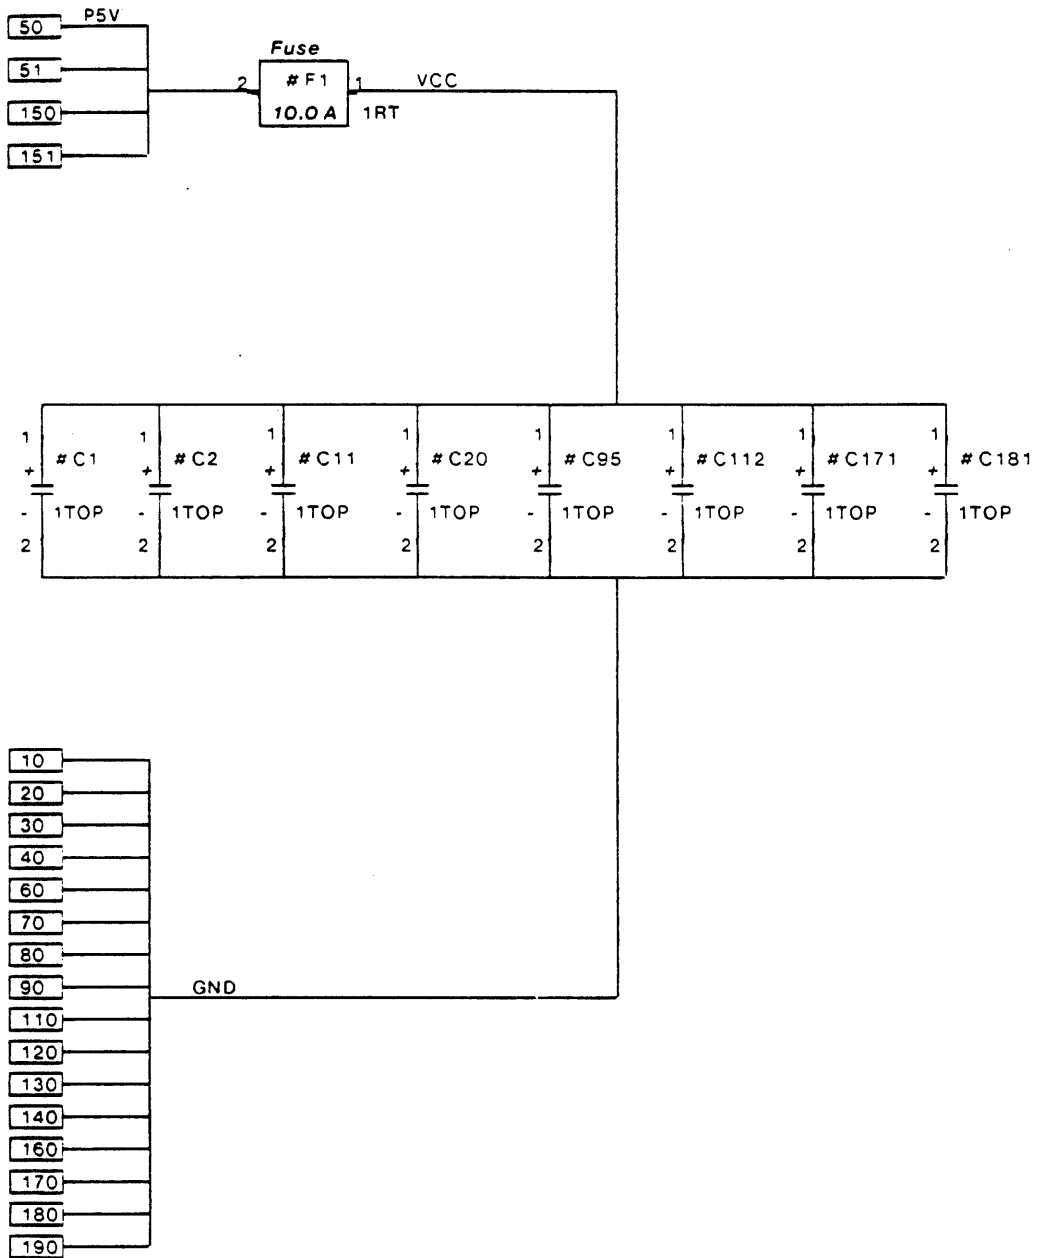 50 P5V
51
150
151
Fuse
2 #F1 1 VCC
10.0 A 1RT
1 1 1 1 1 1 1 1
#C1 #C2 #C11 #C20 #C95 #C112 #C171 #C181
+ + + + + + + +
- 1TOP - 1TOP - 1TOP - 1TOP - 1TOP - 1TOP - 1TOP - 1TOP
2 2 2 2 2 2 2 2
10
20
30
40
60
70
80
90
GND
110
120
130
140
160
170
180
190